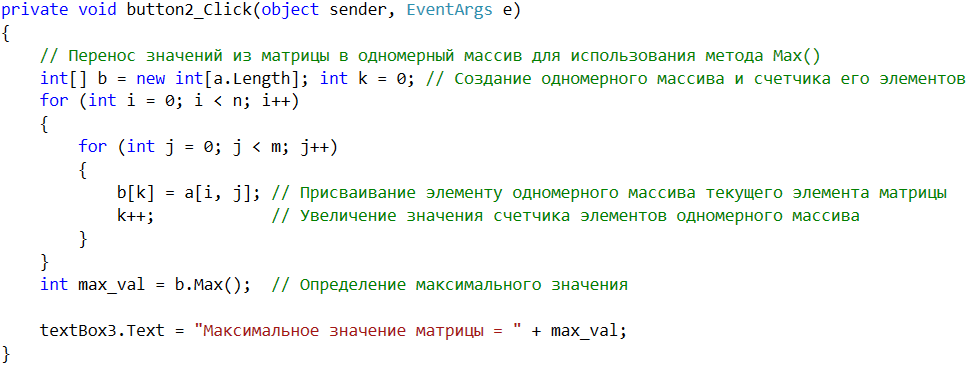 private void button2_Click(object sender, EventArgs e)
{
    // Перенос значений из матрицы в одномерный массив для использования метода Max()
    int[] b = new int[a.Length]; int k = 0; // Создание одномерного массива и счетчика его элементов
    for (int i = 0; i < n; i++)
    {
        for (int j = 0; j < m; j++)
        {
            b[k] = a[i, j]; // Присваивание элементу одномерного массива текущего элемента матрицы
            k++;            // Увеличение значения счетчика элементов одномерного массива
        }
    }
    int max_val = b.Max();  // Определение максимального значения
    textBox3.Text = "Максимальное значение матрицы = " + max_val;
}